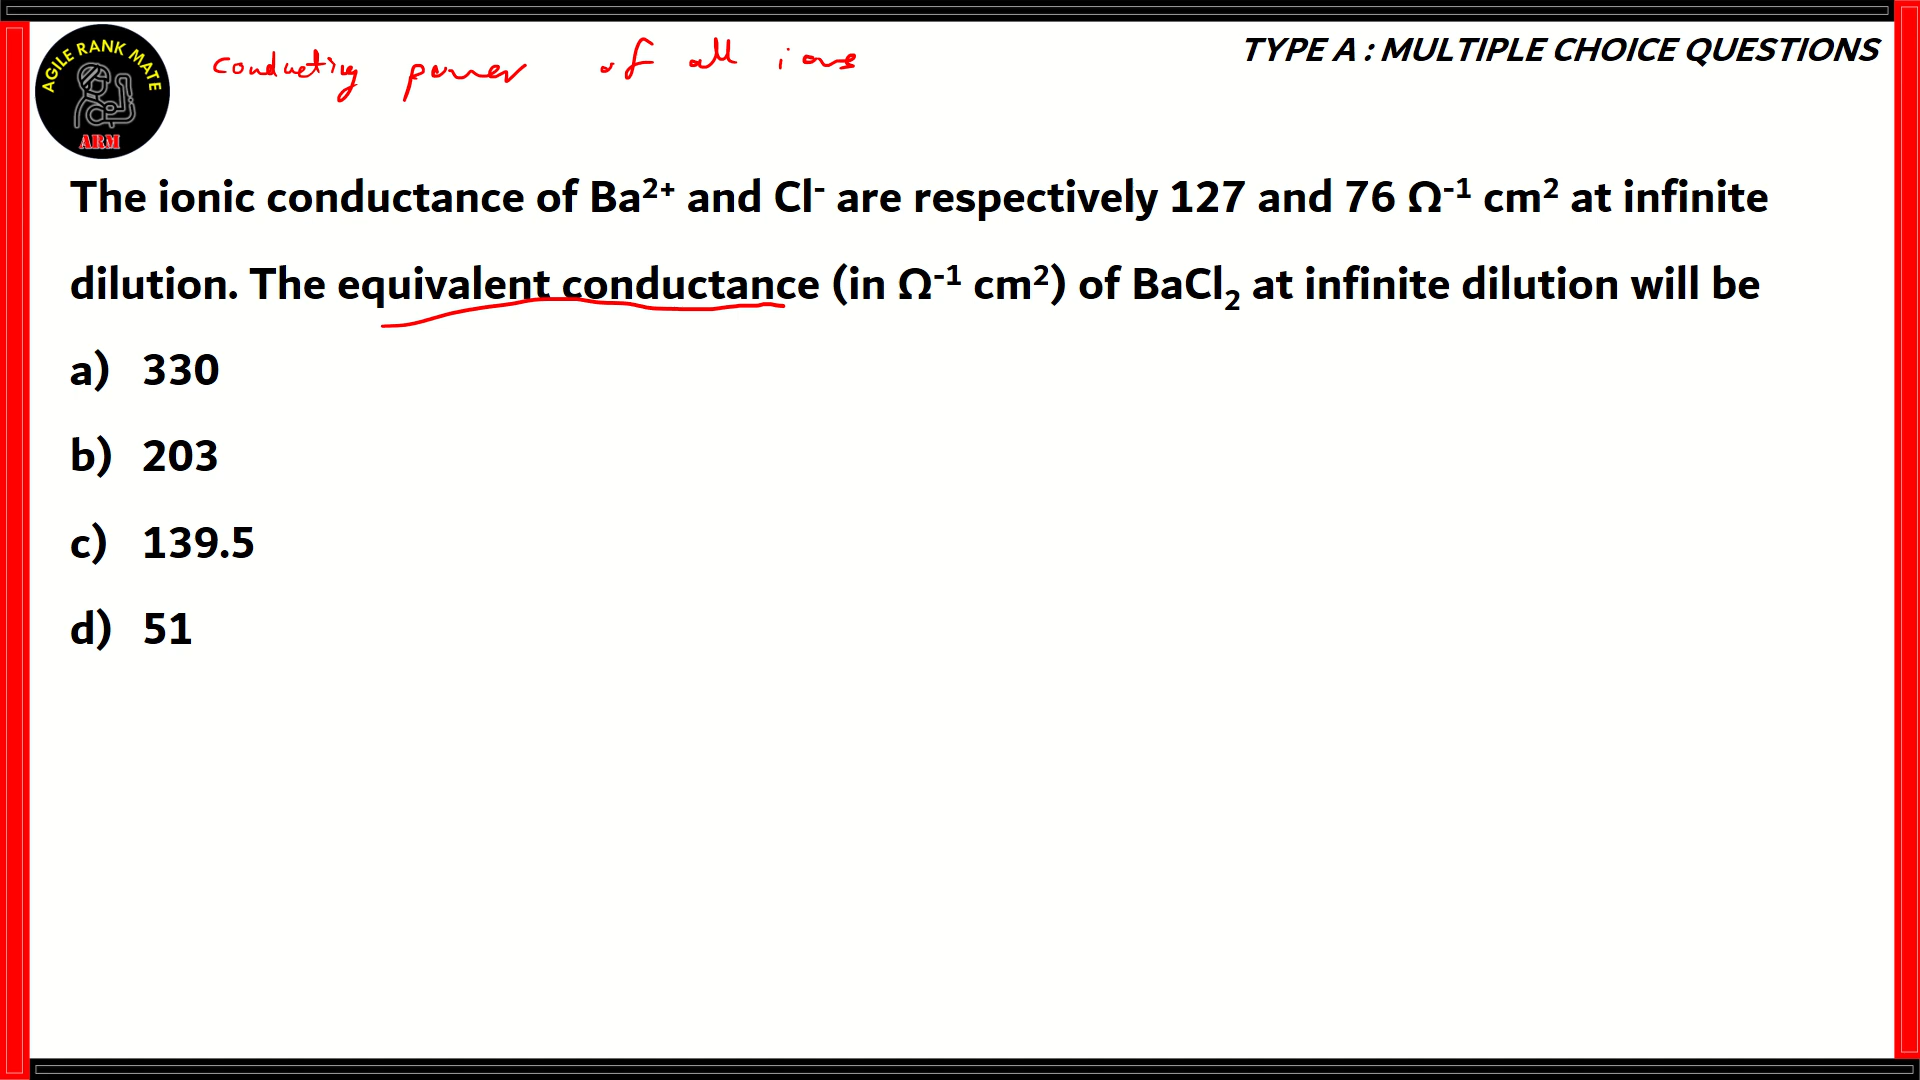 AGILE RANK MATE
ARM
conducting power of all ions
TYPE A : MULTIPLE CHOICE QUESTIONS
The ionic conductance of Ba²⁺ and Cl⁻ are respectively 127 and 76 Ω⁻¹ cm² at infinite
dilution. The equivalent conductance (in Ω⁻¹ cm²) of BaCl₂ at infinite dilution will be
a) 330
b) 203
c) 139.5
d) 51